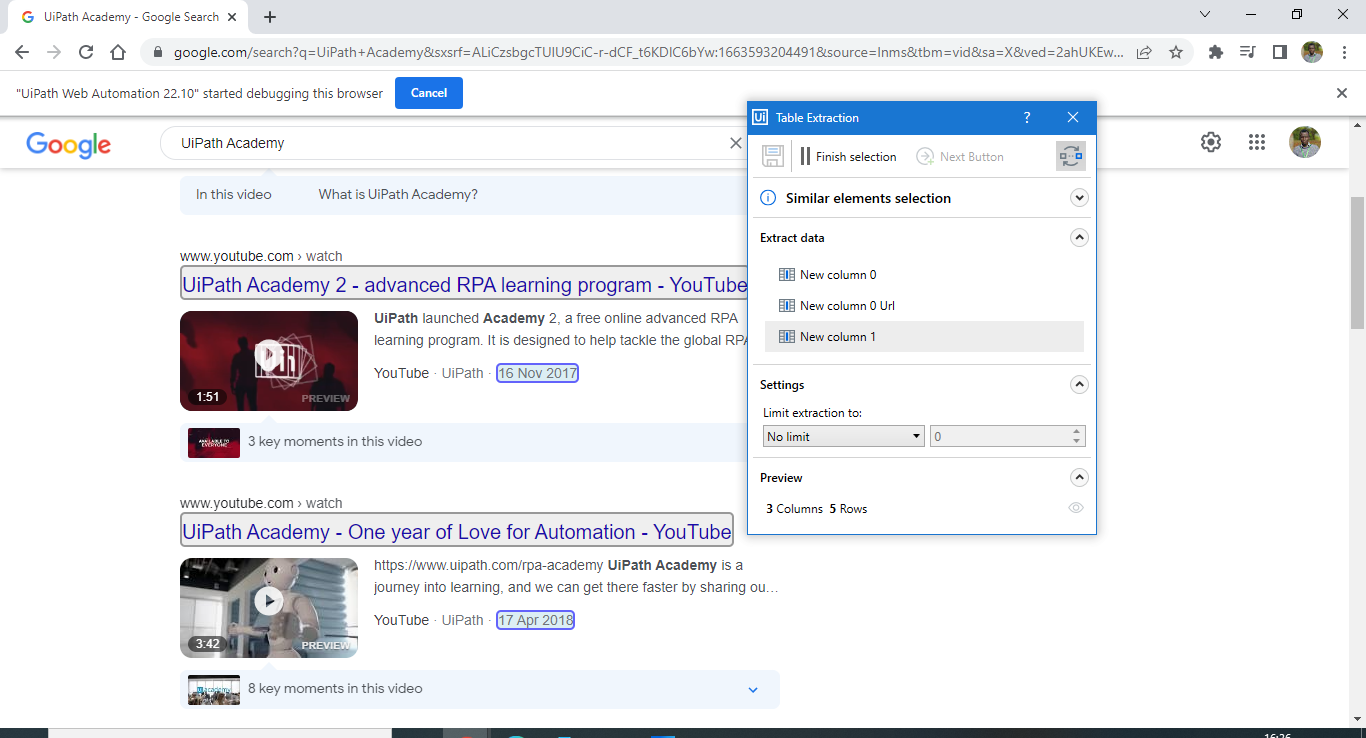 UiPath Academy - Google Search
google.com/search?q=UiPath+Academy&sxsrf=ALiCzsbgcTUIU9CiC-r-dCF_t6KDIC6bYw:1663593204491&source=lnms&tbm=vid&sa=X&ved=2ahUKEw...
"UiPath Web Automation 22.10" started debugging this browser
Cancel
Google
UiPath Academy
In this video
What is UiPath Academy?
www.youtube.com › watch
UiPath Academy 2 - advanced RPA learning program - YouTube
UiPath launched Academy 2, a free online advanced RPA
learning program. It is designed to help tackle the global RPA
YouTube · UiPath · 16 Nov 2017
1:51
PREVIEW
AVAILABLE TO
EVERYONE
3 key moments in this video
www.youtube.com › watch
UiPath Academy - One year of Love for Automation - YouTube
https://www.uipath.com/rpa-academy UiPath Academy is a
journey into learning, and we can get there faster by sharing ou...
YouTube · UiPath · 17 Apr 2018
3:42
PREVIEW
academy
8 key moments in this video
Ui Table Extraction
?
Finish selection
Next Button
Similar elements selection
Extract data
New column 0
New column 0 Url
New column 1
Settings
Limit extraction to:
No limit
0
Preview
3 Columns 5 Rows
16:26